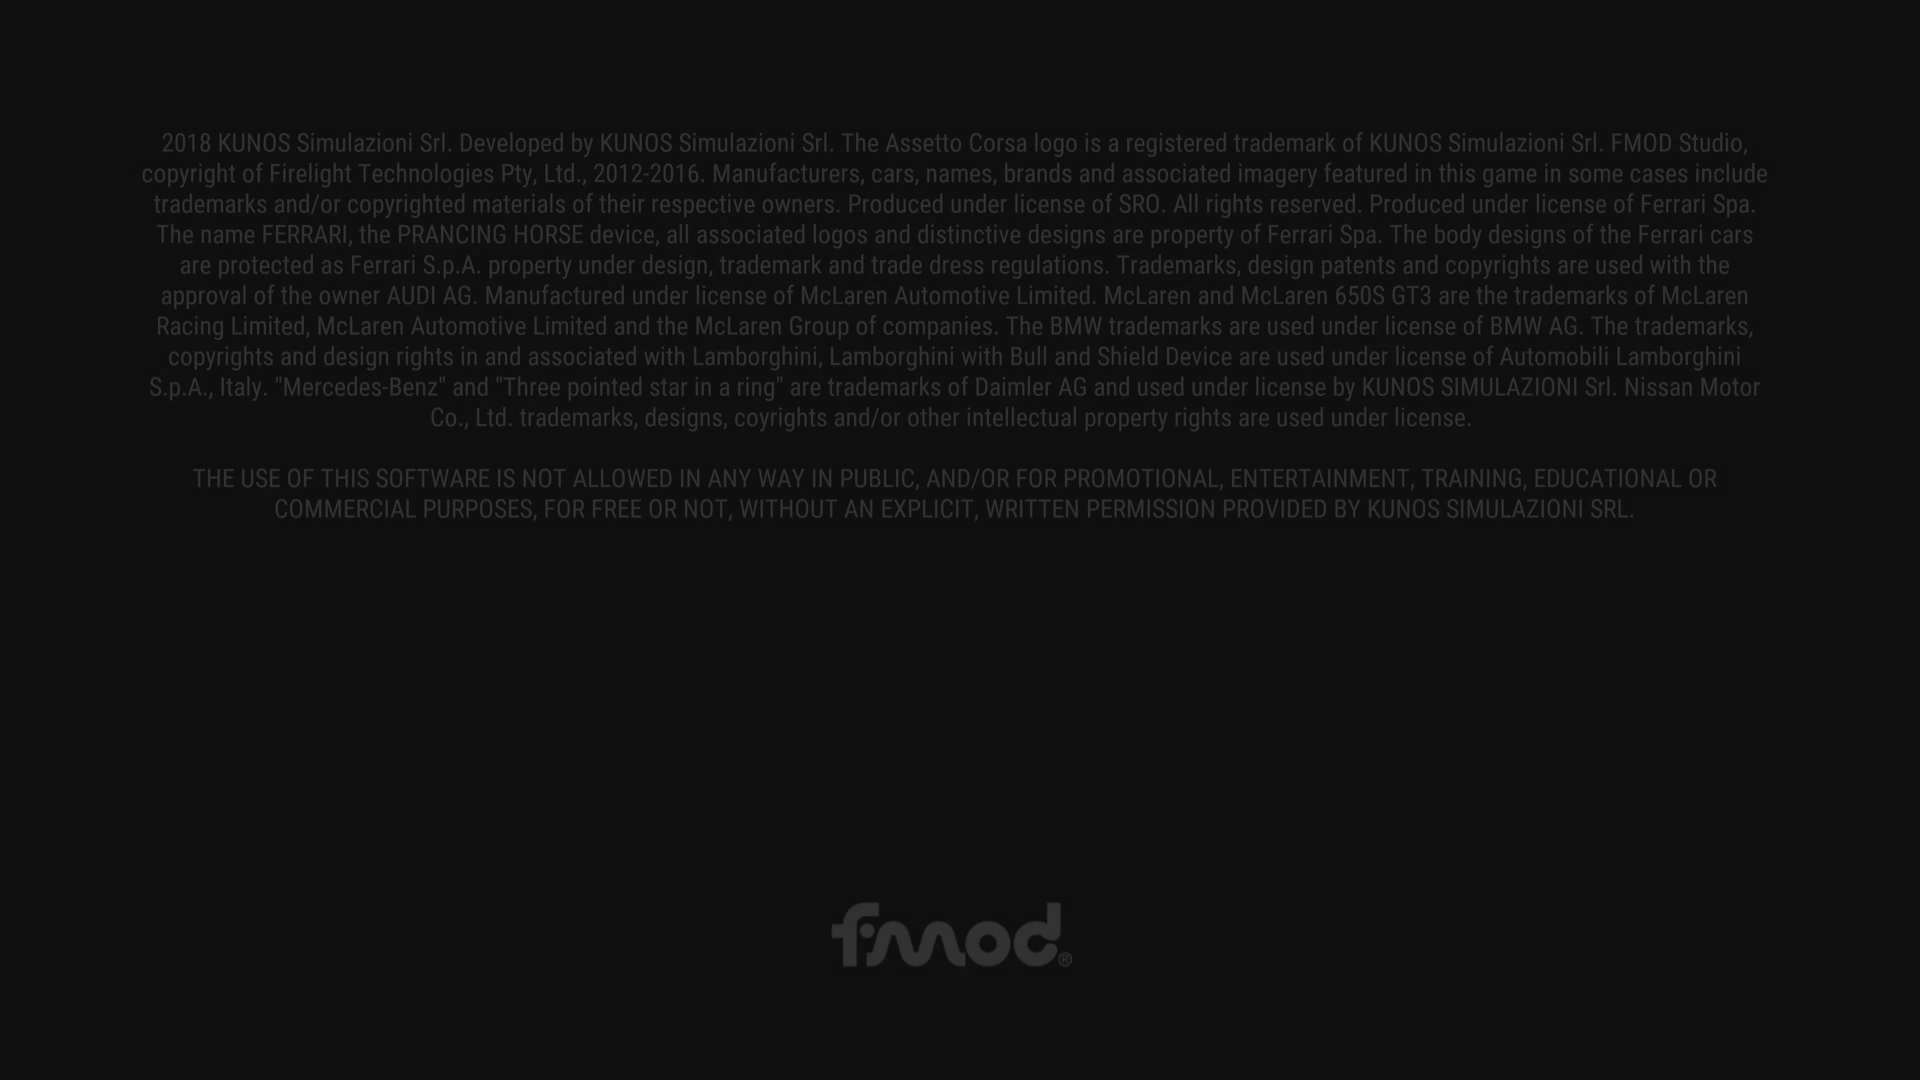 2018 KUNOS Simulazioni Srl. Developed by KUNOS Simulazioni Srl. The Assetto Corsa logo is a registered trademark of KUNOS Simulazioni Srl. FMOD Studio,
copyright of Firelight Technologies Pty, Ltd., 2012-2016. Manufacturers, cars, names, brands and associated imagery featured in this game in some cases include
trademarks and/or copyrighted materials of their respective owners. Produced under license of SRO. All rights reserved. Produced under license of Ferrari Spa.
The name FERRARI, the PRANCING HORSE device, all associated logos and distinctive designs are property of Ferrari Spa. The body designs of the Ferrari cars
are protected as Ferrari S.p.A. property under design, trademark and trade dress regulations. Trademarks, design patents and copyrights are used with the
approval of the owner AUDI AG. Manufactured under license of McLaren Automotive Limited. McLaren and McLaren 650S GT3 are the trademarks of McLaren
Racing Limited, McLaren Automotive Limited and the McLaren Group of companies. The BMW trademarks are used under license of BMW AG. The trademarks,
copyrights and design rights in and associated with Lamborghini, Lamborghini with Bull and Shield Device are used under license of Automobili Lamborghini
S.p.A., Italy. "Mercedes-Benz" and "Three pointed star in a ring" are trademarks of Daimler AG and used under license by KUNOS SIMULAZIONI Srl. Nissan Motor
Co., Ltd. trademarks, designs, coyrights and/or other intellectual property rights are used under license.
THE USE OF THIS SOFTWARE IS NOT ALLOWED IN ANY WAY IN PUBLIC, AND/OR FOR PROMOTIONAL, ENTERTAINMENT, TRAINING, EDUCATIONAL OR
COMMERCIAL PURPOSES, FOR FREE OR NOT, WITHOUT AN EXPLICIT, WRITTEN PERMISSION PROVIDED BY KUNOS SIMULAZIONI SRL.
fmod®